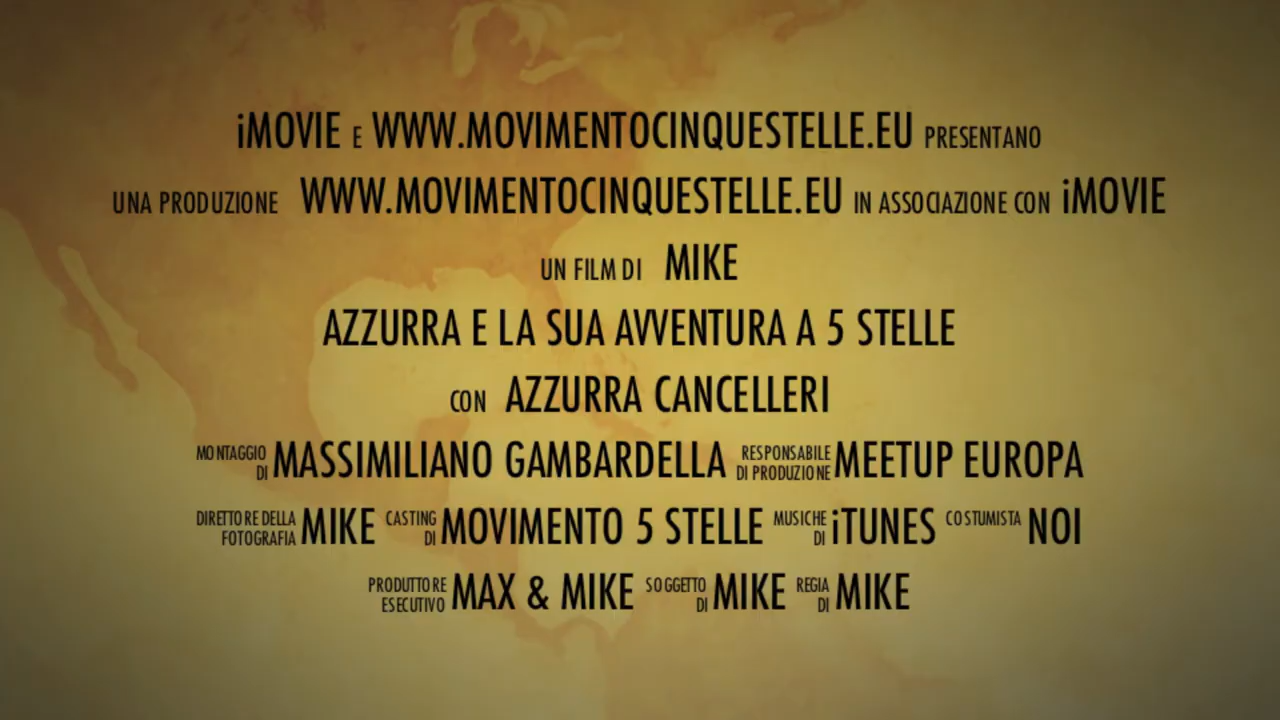 iMOVIE E WWW.MOVIMENTOCINQUESTELLE.EU PRESENTANO
UNA PRODUZIONE WWW.MOVIMENTOCINQUESTELLE.EU IN ASSOCIAZIONE CON iMOVIE
UN FILM DI MIKE
AZZURRA E LA SUA AVVENTURA A 5 STELLE
CON AZZURRA CANCELLERI
MONTAGGIO DI MASSIMILIANO GAMBARDELLA RESPONSABILE DI PRODUZIONE MEETUP EUROPA
DIRETTORE DELLA FOTOGRAFIA MIKE CASTING DI MOVIMENTO 5 STELLE MUSICHE DI iTUNES COSTUMISTA NOI
PRODUTTORE ESECUTIVO MAX & MIKE SOGGETTO DI MIKE REGIA DI MIKE